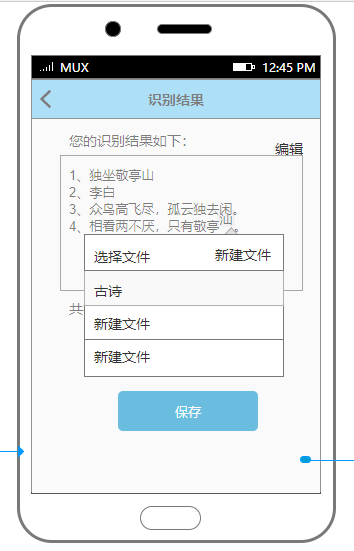 MUX 12:45 PM
识别结果
您的识别结果如下:
编辑
1、独坐敬亭山
2、李白
3、众鸟高飞尽，孤云独去闲。
4、相看两不厌，只有敬亭
汕
选择文件 新建文件
古诗
共
新建文件
新建文件
保存